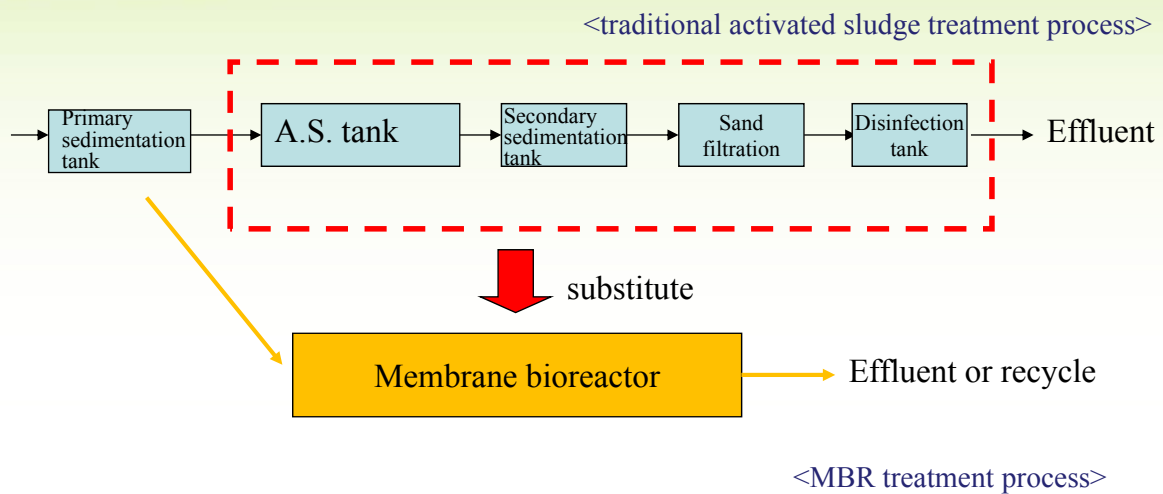 <traditional activated sludge treatment process>
Primary
sedimentation
tank
A.S. tank
Secondary
sedimentation
tank
Sand
filtration
Disinfection
tank
Effluent
substitute
Membrane bioreactor
Effluent or recycle
<MBR treatment process>